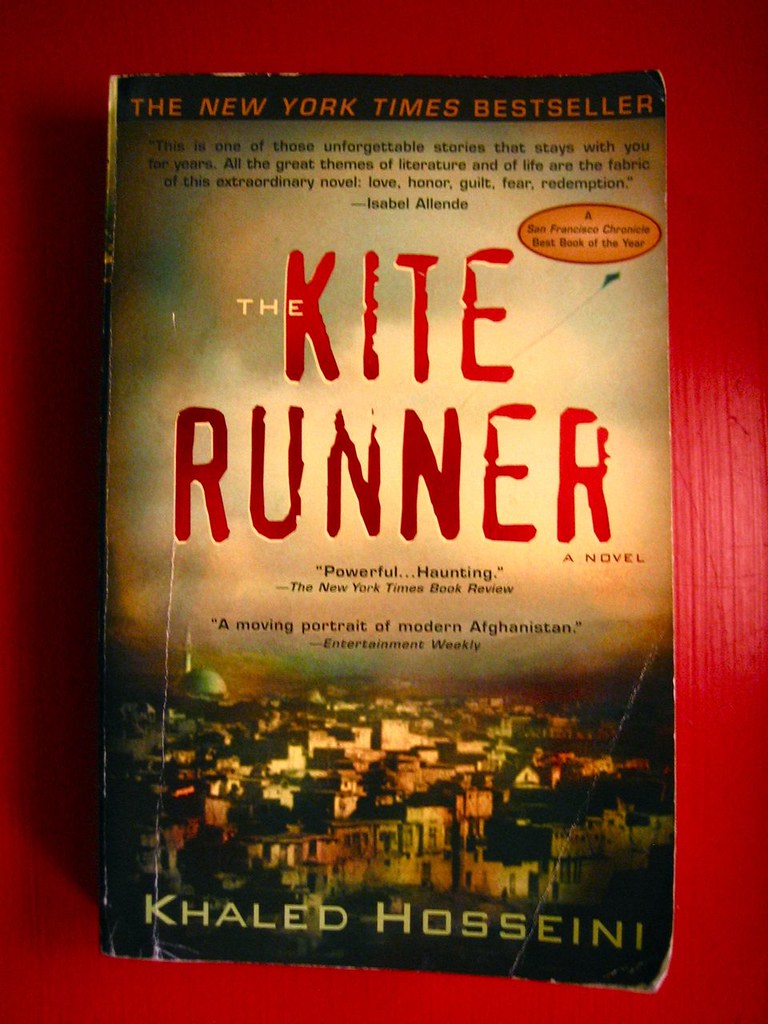 THE NEW YORK TIMES BESTSELLER
"This is one of those unforgettable stories that stays with you
for years. All the great themes of literature and of life are the fabric
of this extraordinary novel: love, honor, guilt, fear, redemption."
—Isabel Allende
A
San Francisco Chronicle
Best Book of the Year
THE KITE
RUNNER
A NOVEL
"Powerful...Haunting."
—The New York Times Book Review
"A moving portrait of modern Afghanistan."
—Entertainment Weekly
KHALED HOSSEINI